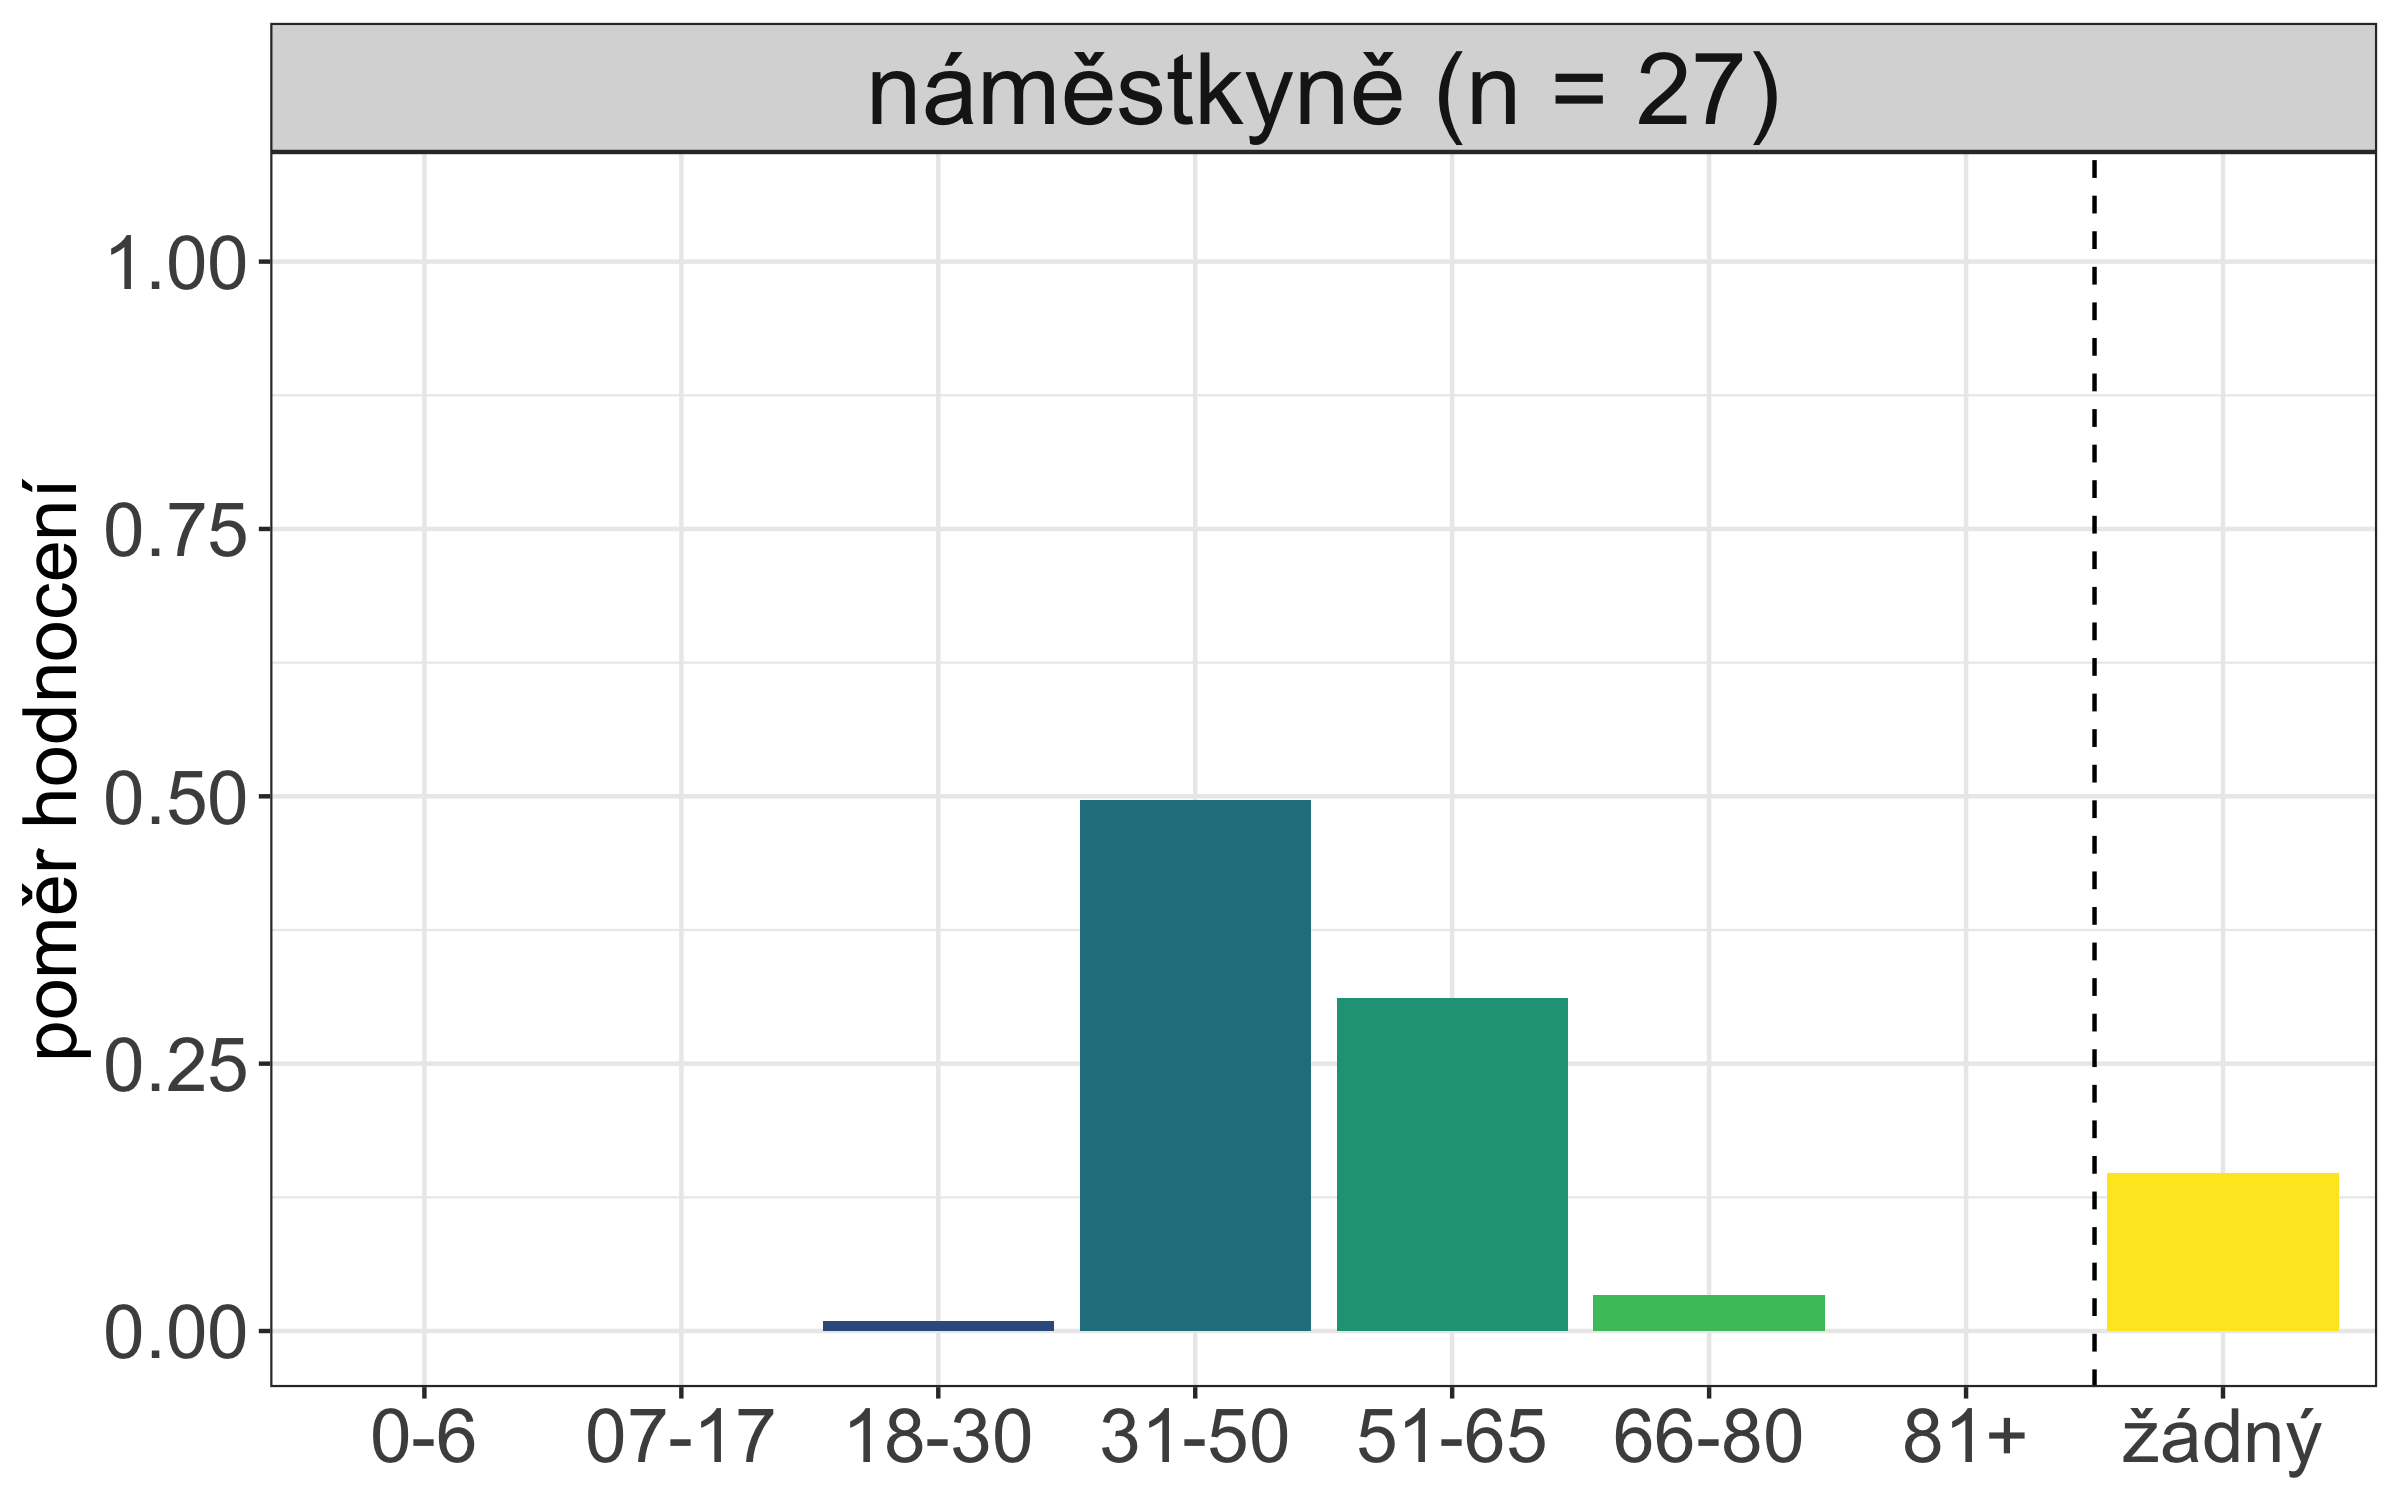 náměstkyně (n = 27)
poměr hodnocení
1.00
0.75
0.50
0.25
0.00
0-6 07-17 18-30 31-50 51-65 66-80 81+ žádný